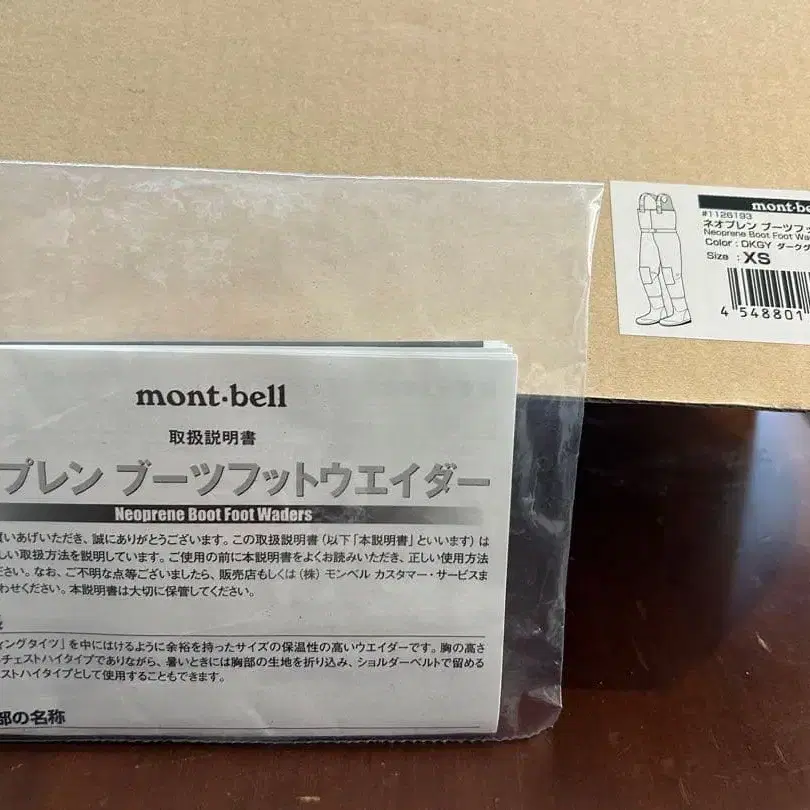 mont·be
#1126193
ネオプレン ブーツフッ
Neoprene Boot Foot Wa
Color : DKGY ダークグ
Size : XS
4 548801
mont·bell
取扱説明書
プレン ブーツフットウエイダー
Neoprene Boot Foot Waders
買いあげいただき、誠にありがとうございます。この取扱説明書(以下「本説明書」といいます)は
しい取扱方法を説明しています。ご使用の前に本説明書をよくお読みいただき、正しい使用方法
ださい。なお、ご不明な点等ございましたら、販売店もしくは(株)モンベル カスタマー・サービスま
わせください。本説明書は大切に保管してください。
ィングタイツ」を中にはけるように余裕を持ったサイズの保温性の高いウエイダーです。胸の高さ
チェストハイタイプでありながら、暑いときには胸部の生地を折り込み、ショルダーベルトで留める
ストハイタイプとして使用することもできます。
部の名称